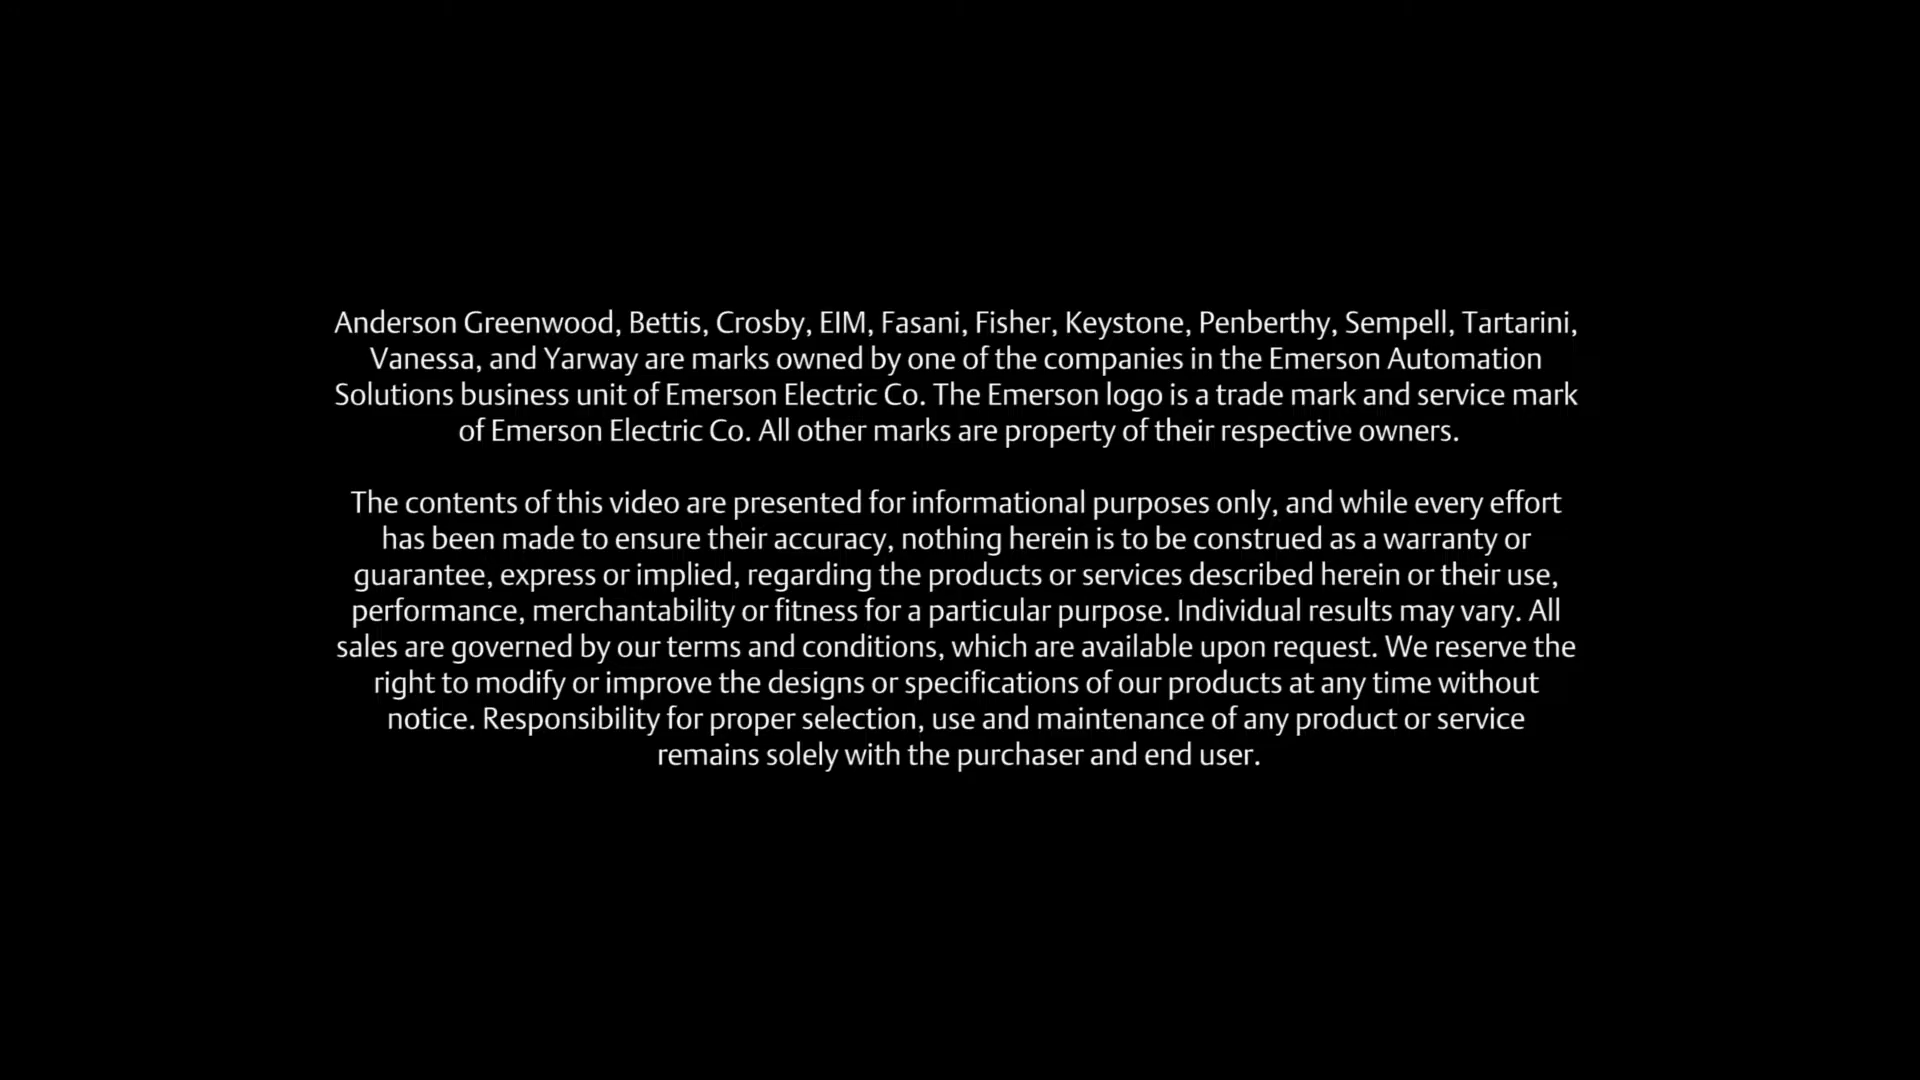 Anderson Greenwood, Bettis, Crosby, EIM, Fasani, Fisher, Keystone, Penberthy, Sempell, Tartarini,
Vanessa, and Yarway are marks owned by one of the companies in the Emerson Automation
Solutions business unit of Emerson Electric Co. The Emerson logo is a trade mark and service mark
of Emerson Electric Co. All other marks are property of their respective owners.
The contents of this video are presented for informational purposes only, and while every effort
has been made to ensure their accuracy, nothing herein is to be construed as a warranty or
guarantee, express or implied, regarding the products or services described herein or their use,
performance, merchantability or fitness for a particular purpose. Individual results may vary. All
sales are governed by our terms and conditions, which are available upon request. We reserve the
right to modify or improve the designs or specifications of our products at any time without
notice. Responsibility for proper selection, use and maintenance of any product or service
remains solely with the purchaser and end user.